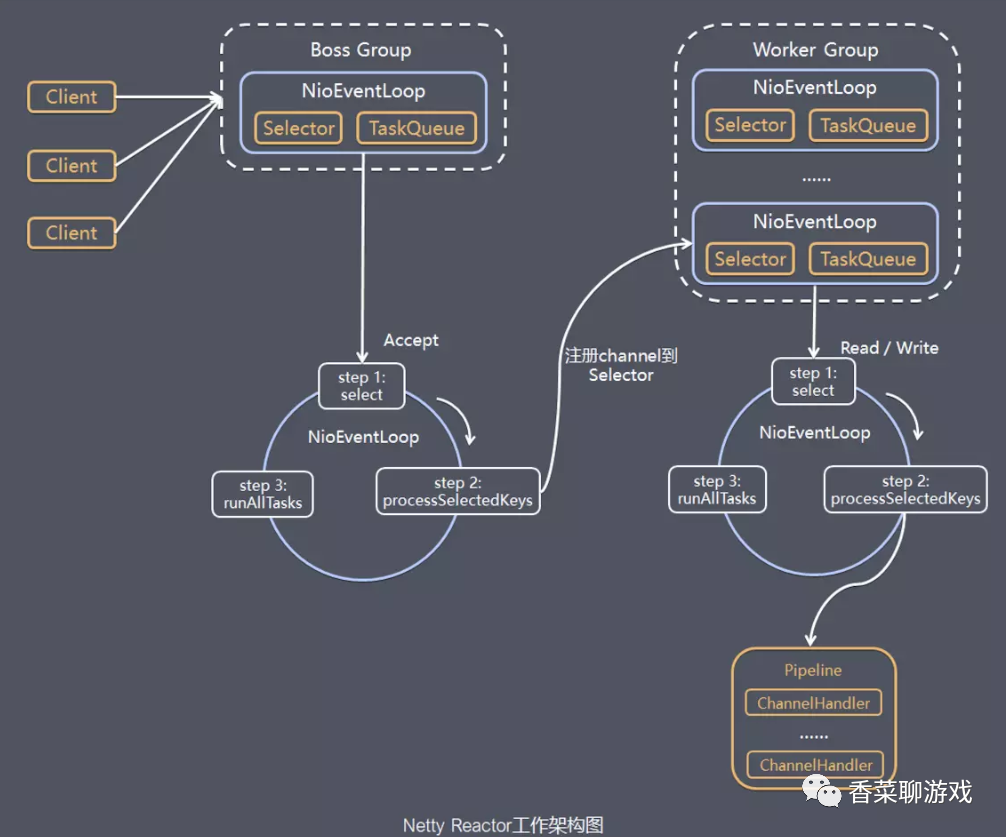 Client
Client
Client
Boss Group
NioEventLoop
Selector
TaskQueue
Accept
step 1:
select
NioEventLoop
step 2:
processSelectedKeys
step 3:
runAllTasks
注册channel到
Selector
Worker Group
NioEventLoop
Selector
TaskQueue
......
NioEventLoop
Selector
TaskQueue
Read / Write
step 1:
select
NioEventLoop
step 2:
processSelectedKeys
step 3:
runAllTasks
Pipeline
ChannelHandler
......
ChannelHandler
香菜聊游戏
Netty Reactor工作架构图